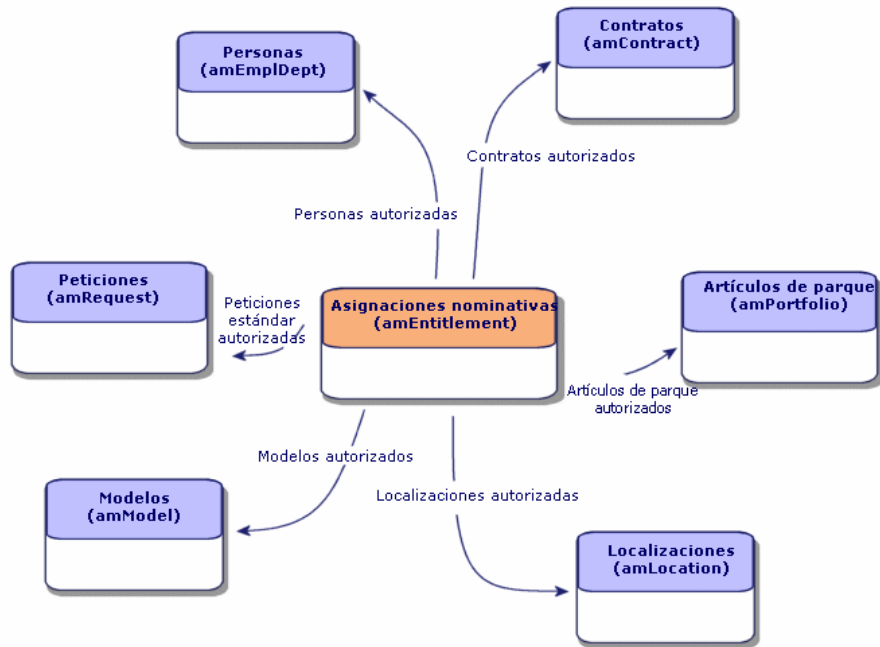 Personas
(amEmplDept)
Contratos
(amContract)
Contratos autorizados
Personas autorizadas
Peticiones
(amRequest)
Peticiones
estándar
autorizadas
Asignaciones nominativas
(amEntitlement)
Artículos de parque
(amPortfolio)
Artículos de parque
autorizados
Modelos autorizados
Localizaciones autorizadas
Modelos
(amModel)
Localizaciones
(amLocation)